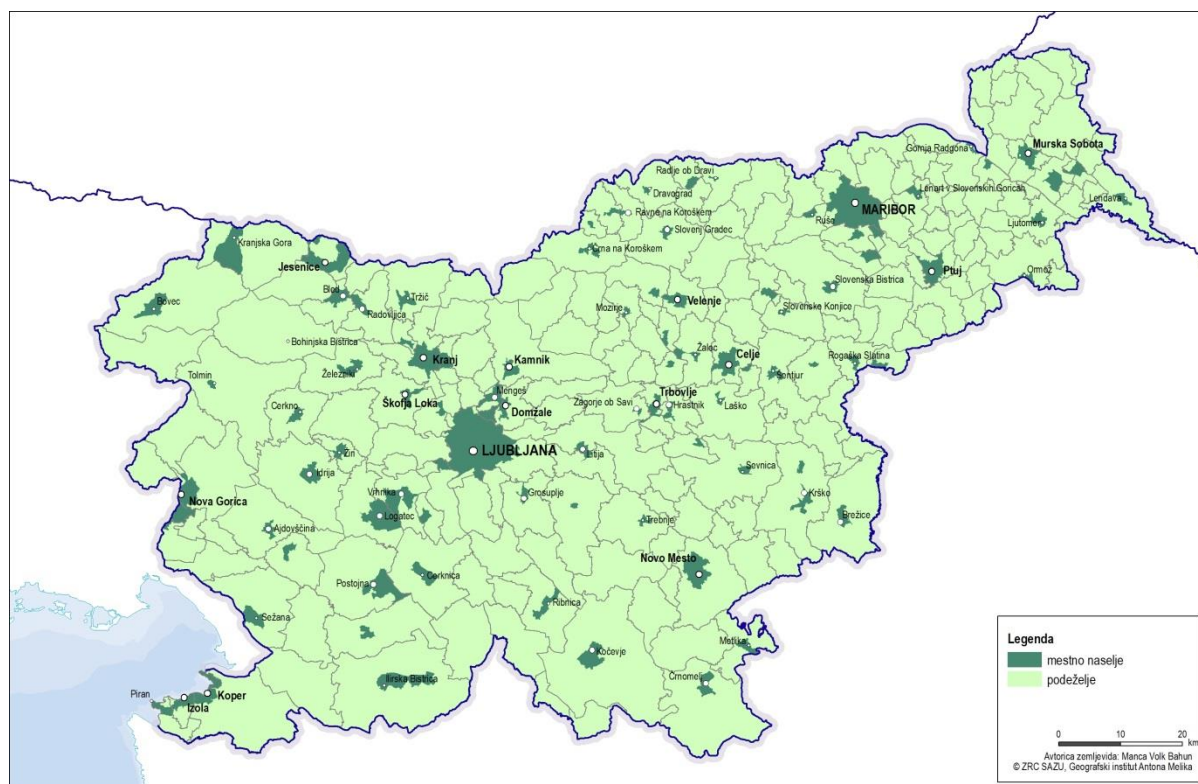 Murska Sobota
Gornja Radgona
Radlje ob Dravi
Dravograd
Lenart v Slovenskih Goricah
Lendava
MARIBOR
Ravne na Koroškem
Ruše
Ljutomer
Slovenj Gradec
Kranjska Gora
Črna na Koroškem
Jesenice
Ptuj
Ormož
Slovenska Bistrica
Bled
Tržič
Velenje
Bovec
Radovljica
Mozirje
Slovenske Konjice
Bohinjska Bistrica
Kranj
Žalec
Celje
Rogaška Slatina
Kamnik
Železniki
Šentjur
Tolmin
Mengeš
Trbovlje
Škofja Loka
Domžale
Zagorje ob Savi
Hrastnik
Laško
Cerkno
LJUBLJANA
Žiri
Litija
Idrija
Sevnica
Nova Gorica
Vrhnika
Grosuplje
Krško
Logatec
Trebnje
Brežice
Ajdovščina
Novo Mesto
Postojna
Cerknica
Ribnica
Sežana
Metlika
Kočevje
Ilirska Bistrica
Črnomelj
Piran
Koper
Izola
Legenda
mestno naselje
podeželje
0 10 20
km
Avtorica zemljevida: Manca Volk Bahun
© ZRC SAZU, Geografski institut Antona Melika